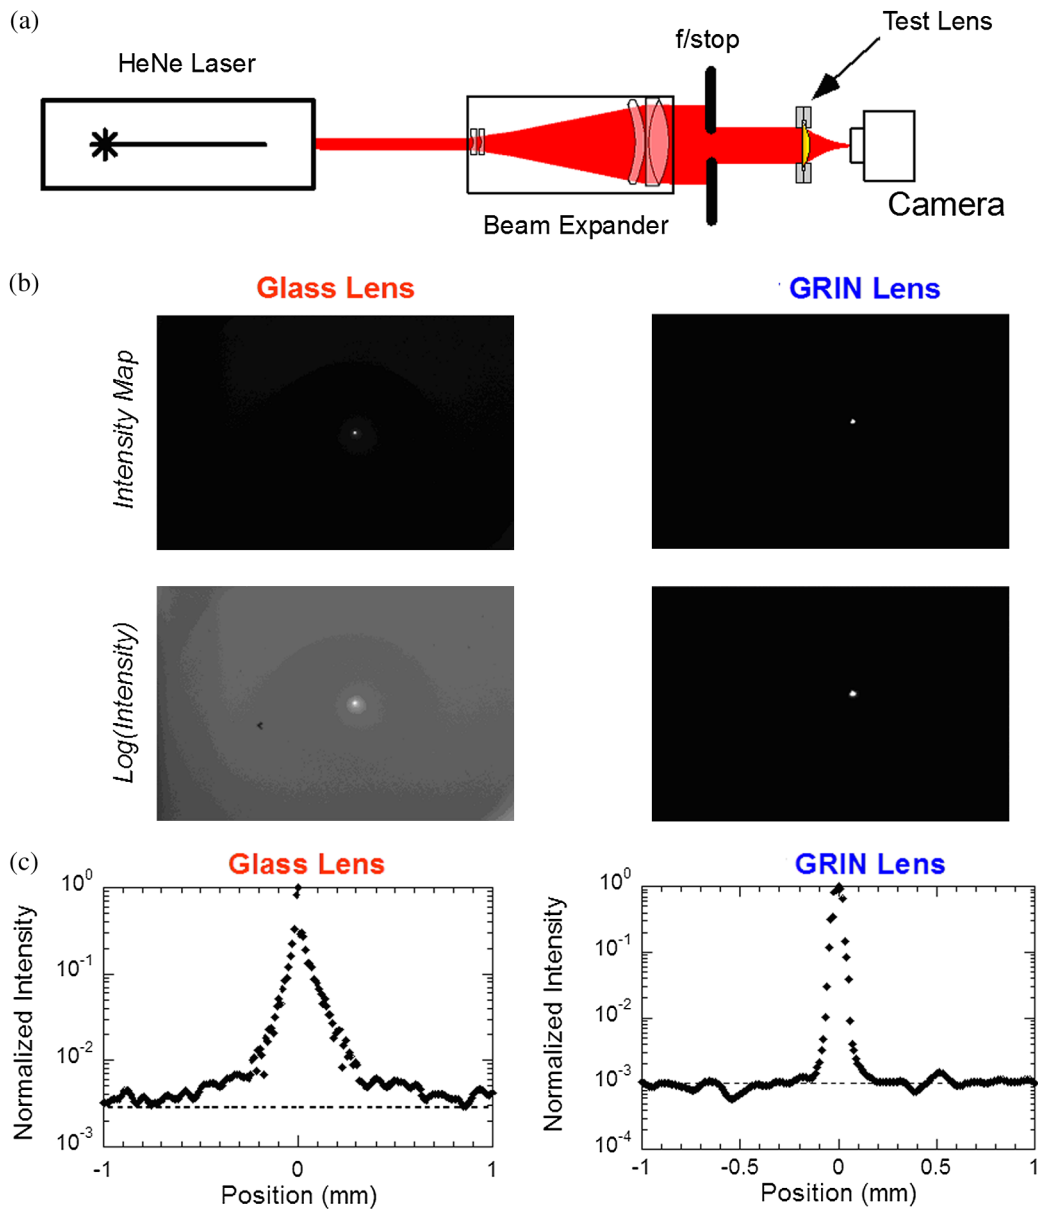 (a)
HeNe Laser
f/stop
Test Lens
Beam Expander
Camera
(b)
Glass Lens
GRIN Lens
Intensity Map
Log(Intensity)
(c)
Glass Lens
GRIN Lens
Normalized Intensity
10^0
10^-1
10^-2
10^-3
-1 0 1
Position (mm)
Normalized Intensity
10^0
10^-1
10^-2
10^-3
10^-4
-1 -0.5 0 0.5 1
Position (mm)